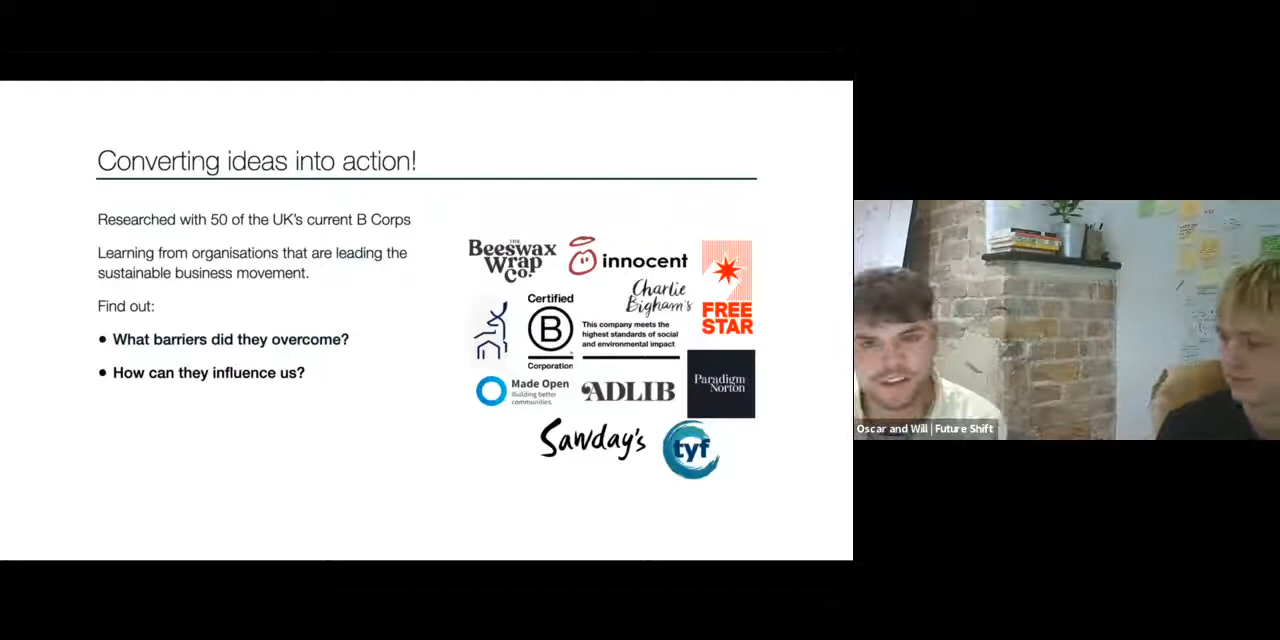 Converting ideas into action!
Researched with 50 of the UK's current B Corps
Learning from organisations that are leading the
sustainable business movement.
Find out:
• What barriers did they overcome?
• How can they influence us?
THE
Beeswax
Wrap
Co.
innocent
Charlie
Bigham's
FREE
STAR
Certified
B
Corporation
This company meets the
highest standards of social
and environmental impact
Made Open
Building better
communities.
ADLIB
Paradigm
Norton
Sawday's
tyf
Oscar and Will | Future Shift